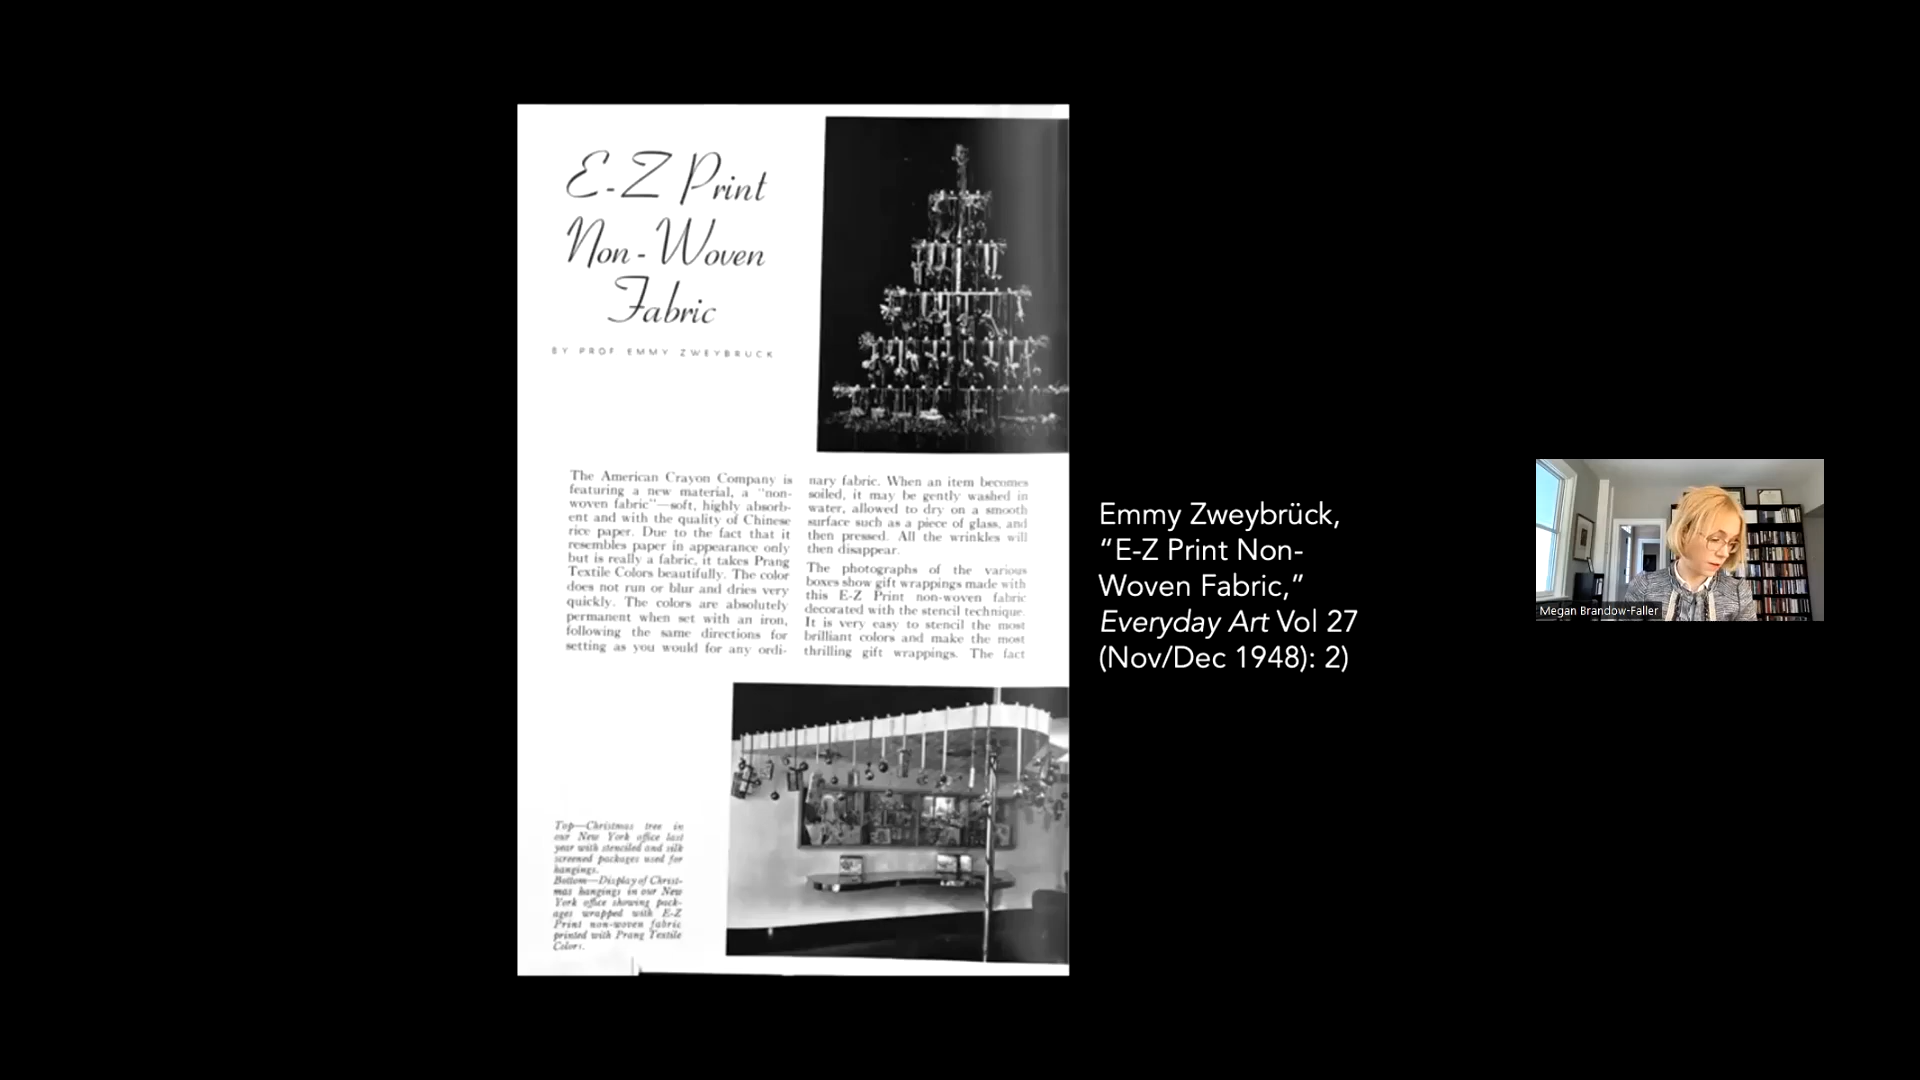 E-Z Print
Non-Woven
Fabric
BY PROF EMMY ZWEYBRUCK
The American Crayon Company is
featuring a new material, a "non-
woven fabric"—soft, highly absorb-
ent and with the quality of Chinese
rice paper. Due to the fact that it
resembles paper in appearance only
but is really a fabric, it takes Prang
Textile Colors beautifully. The color
does not run or blur and dries very
quickly. The colors are absolutely
permanent when set with an iron,
following the same directions for
setting as you would for any ordi-
nary fabric. When an item becomes
soiled, it may be gently washed in
water, allowed to dry on a smooth
surface such as a piece of glass, and
then pressed. All the wrinkles will
then disappear.
The photographs of the various
boxes show gift wrappings made with
this E-Z Print non-woven fabric
decorated with the stencil technique.
It is very easy to stencil the most
brilliant colors and make the most
thrilling gift wrappings. The fact
Top—Christmas tree in
our New York office last
year with stenciled and silk
screened packages used for
hangings.
Bottom—Display of Christ-
mas hangings in our New
York office showing pack-
ages wrapped with E-Z
Print non-woven fabric
printed with Prang Textile
Colors.
Emmy Zweybrück,
“E-Z Print Non-
Woven Fabric,”
Everyday Art Vol 27
(Nov/Dec 1948): 2)
Megan Brandow-Faller